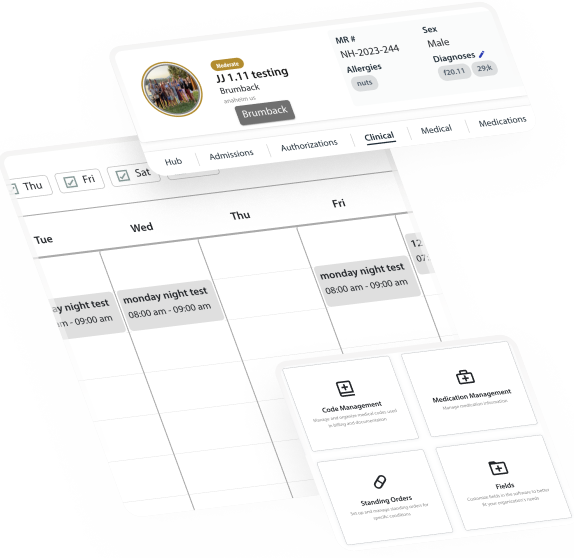 Moderate
JJ 1.11 testing
Brumback
anaheim us
Brumback
MR #
NH-2023-244
Allergies
nuts
Sex
Male
Diagnoses
f20.11 29;k
Hub Admissions Authorizations Clinical Medical Medications
Thu Fri Sat
Tue Wed Thu Fri
ay night test
am - 09:00 am
monday night test
08:00 am - 09:00 am
monday night test
08:00 am - 09:00 am
12
07:
Code Management
Manage and organize medical codes used
in billing and documentation
Medication Management
Manage medication information
Standing Orders
Set up and manage standing orders for
specific conditions
Fields
Customize fields in the software to better
fit your organization's needs